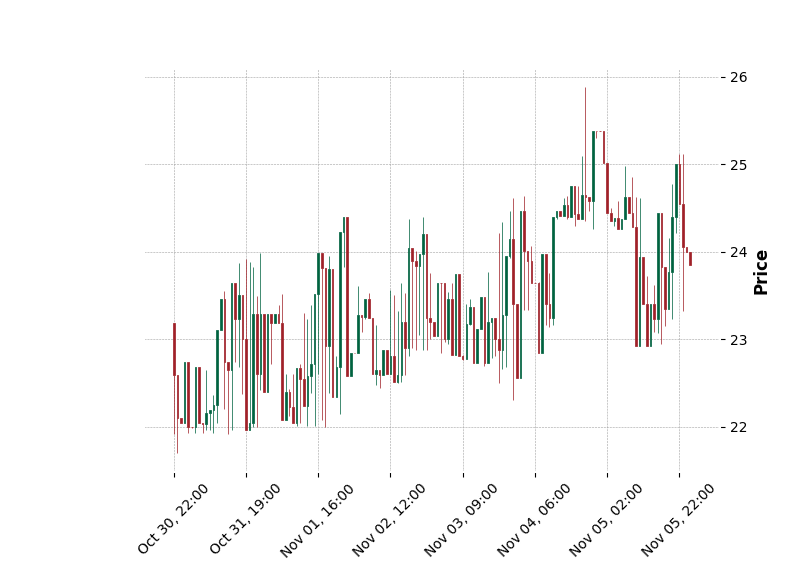 26
25
24
23
22
Price
Oct 30, 22:00
Oct 31, 19:00
Nov 01, 16:00
Nov 02, 12:00
Nov 03, 09:00
Nov 04, 06:00
Nov 05, 02:00
Nov 05, 22:00